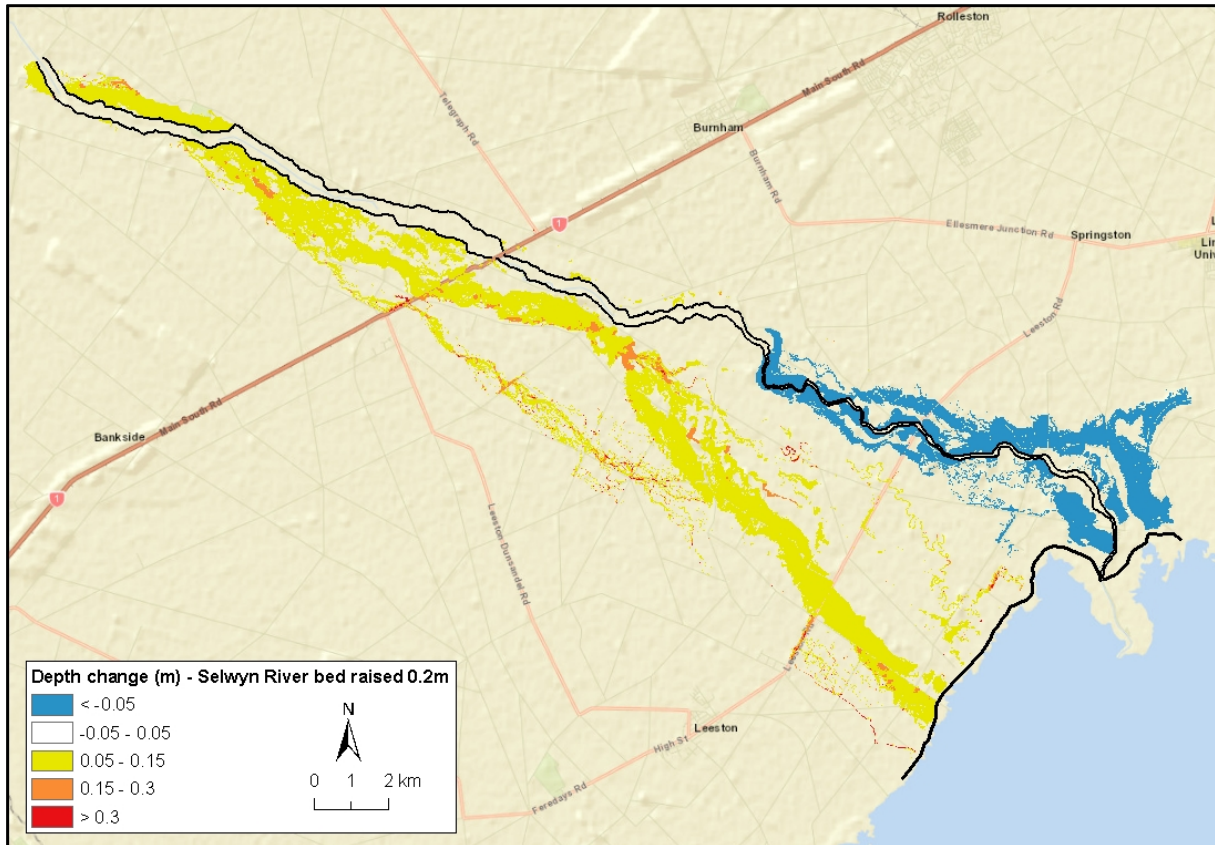 Rolleston
Main South Rd
Telegraph Rd
Burnham
Burnham Rd
1
Ellesmere Junction Rd
Springston
L
Lin
Univ
Leeston Rd
Bankside
Main South Rd
1
Leeston Dunsandel Rd
Leeston
High St
Feredays Rd
Depth change (m) - Selwyn River bed raised 0.2m
< -0.05
-0.05 - 0.05
0.05 - 0.15
0.15 - 0.3
> 0.3
N
0 1 2 km